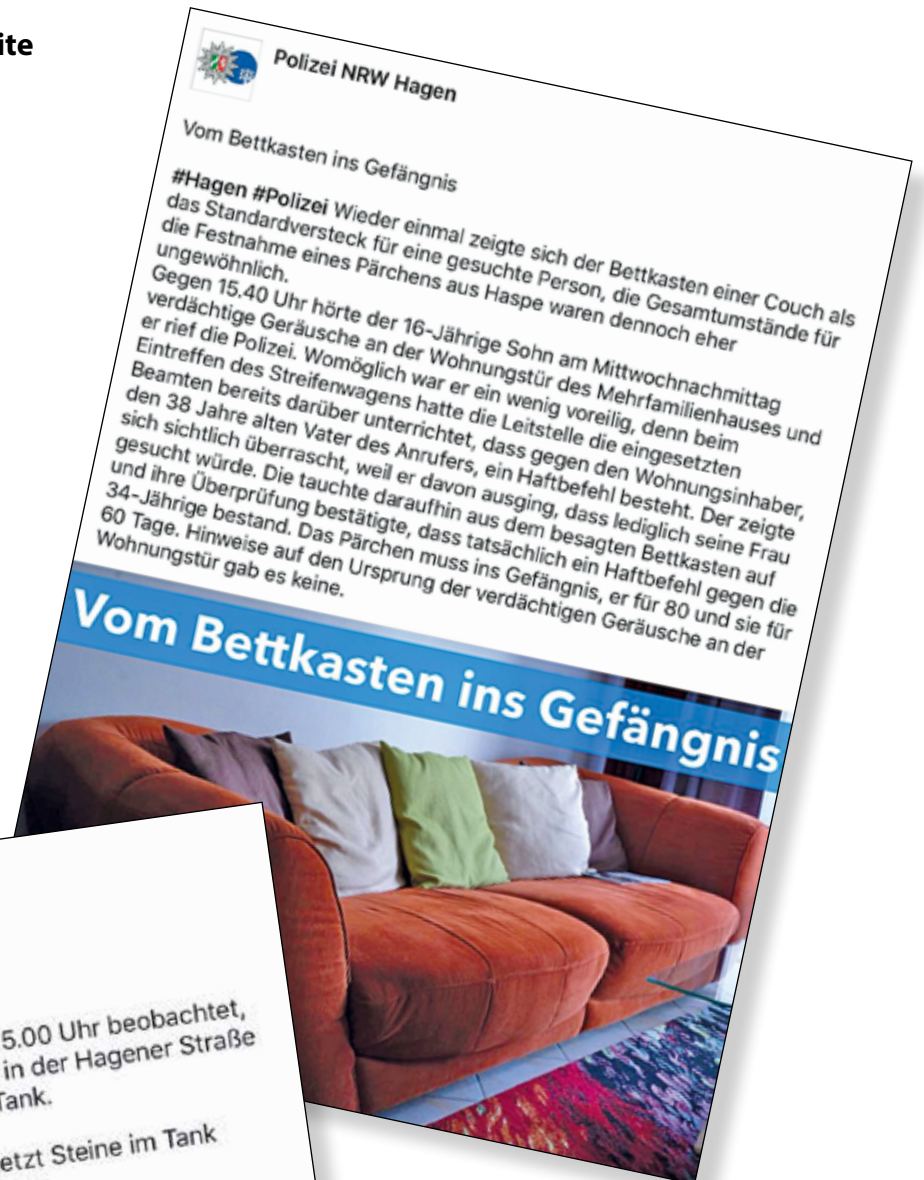 ite
Polizei NRW Hagen
Vom Bettkasten ins Gefängnis
#Hagen #Polizei Wieder einmal zeigte sich der Bettkasten einer Couch als
das Standardversteck für eine gesuchte Person, die Gesamtumstände für
die Festnahme eines Pärchens aus Haspe waren dennoch eher
ungewöhnlich.
Gegen 15.40 Uhr hörte der 16-Jährige Sohn am Mittwochnachmittag
verdächtige Geräusche an der Wohnungstür des Mehrfamilienhauses und
er rief die Polizei. Womöglich war er ein wenig voreilig, denn beim
Eintreffen des Streifenwagens hatte die Leitstelle die eingesetzten
Beamten bereits darüber unterrichtet, dass gegen den Wohnungsinhaber,
den 38 Jahre alten Vater des Anrufers, ein Haftbefehl besteht. Der zeigte
sich sichtlich überrascht, weil er davon ausging, dass lediglich seine Frau
gesucht würde. Die tauchte daraufhin aus dem besagten Bettkasten auf
und ihre Überprüfung bestätigte, dass tatsächlich ein Haftbefehl gegen die
34-Jährige bestand. Das Pärchen muss ins Gefängnis, er für 80 und sie für
60 Tage. Hinweise auf den Ursprung der verdächtigen Geräusche an der
Wohnungstür gab es keine.
Vom Bettkasten ins Gefängnis
5.00 Uhr beobachtet,
in der Hagener Straße
Tank.
etzt Steine im Tank